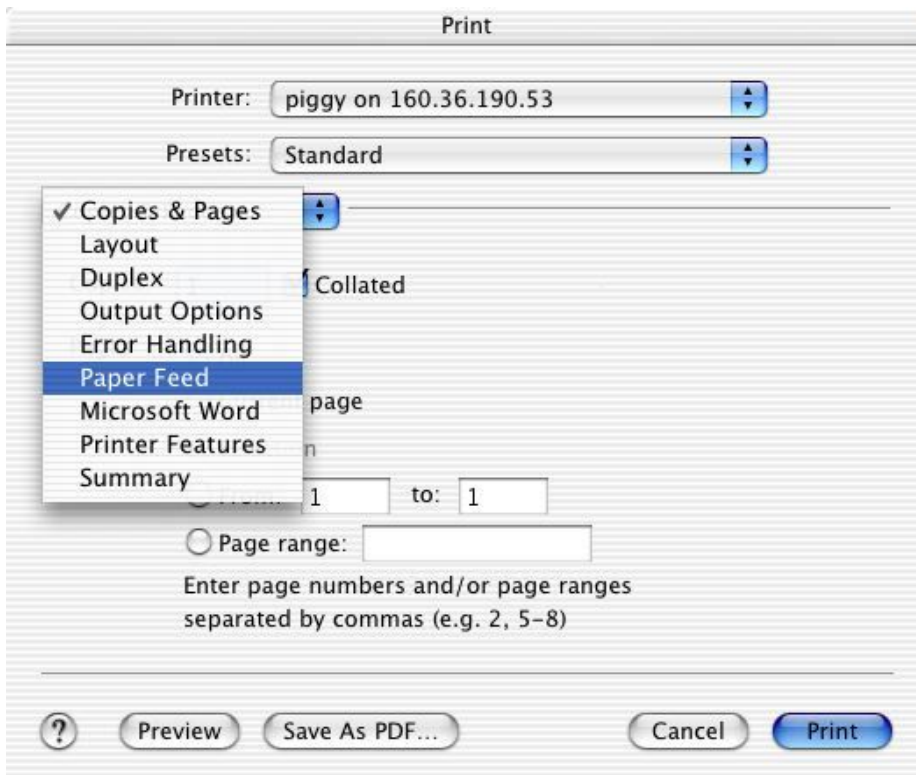 Print
Printer: piggy on 160.36.190.53
Presets: Standard
✓ Copies & Pages
Layout
Duplex
Collated
Output Options
Error Handling
Paper Feed
page
Microsoft Word
Printer Features
Summary
From: 1 to: 1
Page range:
Enter page numbers and/or page ranges
separated by commas (e.g. 2, 5-8)
? Preview Save As PDF... Cancel Print